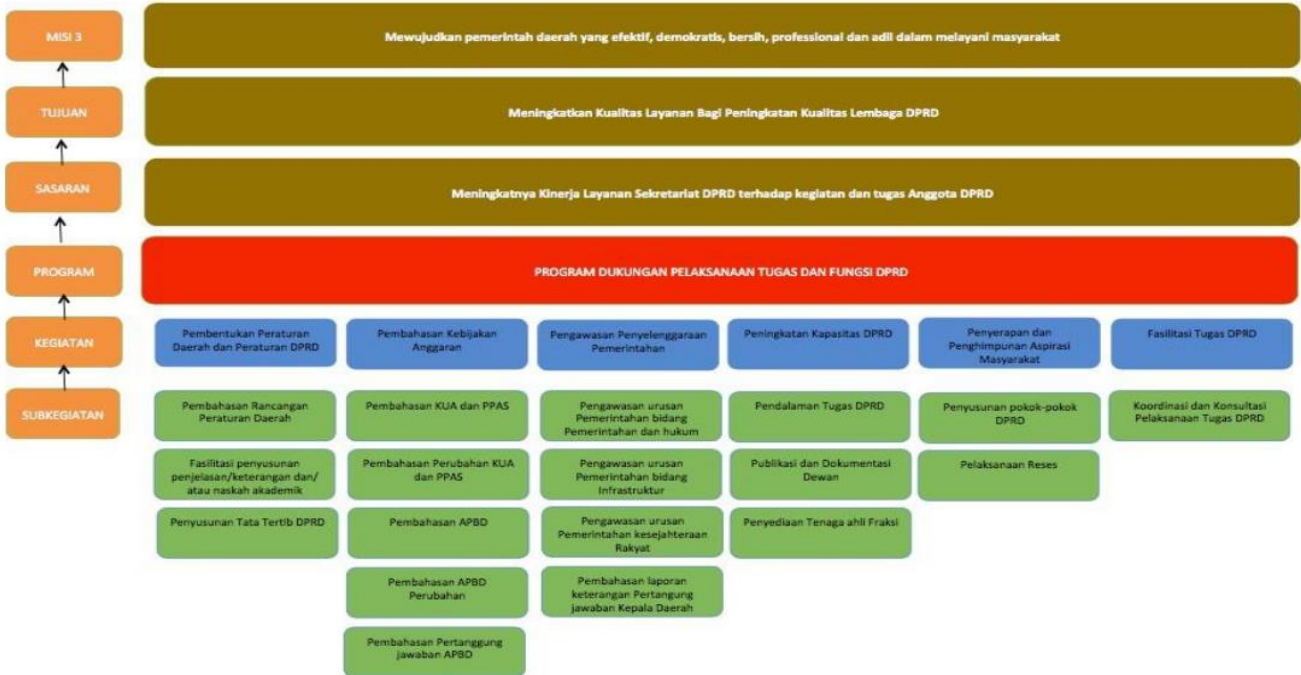 MISI 3
Mewujudkan pemerintah daerah yang efektif, demokratis, bersih, professional dan adil dalam melayani masyarakat
TUJUAN
Meningkatkan Kualitas Layanan Bagi Peningkatan Kualitas Lembaga DPRD
SASARAN
Meningkatnya Kinerja Layanan Sekretariat DPRD terhadap kegiatan dan tugas Anggota DPRD
PROGRAM
PROGRAM DUKUNGAN PELAKSANAAN TUGAS DAN FUNGSI DPRD
KEGIATAN
Pembentukan Peraturan
Daerah dan Peraturan DPRD
Pembahasan Kebijakan
Anggaran
Pengawasan Penyelenggaraan
Pemerintahan
Peningkatan Kapasitas DPRD
Penyerapan dan
Penghimpunan Aspirasi
Masyarakat
Fasilitasi Tugas DPRD
SUBKEGIATAN
Pembahasan Rancangan
Peraturan Daerah
Pembahasan KUA dan PPAS
Pengawasan urusan
Pemerintahan bidang
Pemerintahan dan hukum
Pendalaman Tugas DPRD
Penyusunan pokok-pokok
DPRD
Koordinasi dan Konsultasi
Pelaksanaan Tugas DPRD
Fasilitasi penyusunan
penjelasan/keterangan dan/
atau naskah akademik
Pembahasan Perubahan KUA
dan PPAS
Pengawasan urusan
Pemerintahan bidang
Infrastruktur
Publikasi dan Dokumentasi
Dewan
Pelaksanaan Reses
Penyusunan Tata Tertib DPRD
Pembahasan APBD
Pengawasan urusan
Pemerintahan kesejahteraan
Rakyat
Penyediaan Tenaga ahli Fraksi
Pembahasan APBD
Perubahan
Pembahasan laporan
keterangan Pertangung
jawaban Kepala Daerah
Pembahasan Pertanggung
jawaban APBD